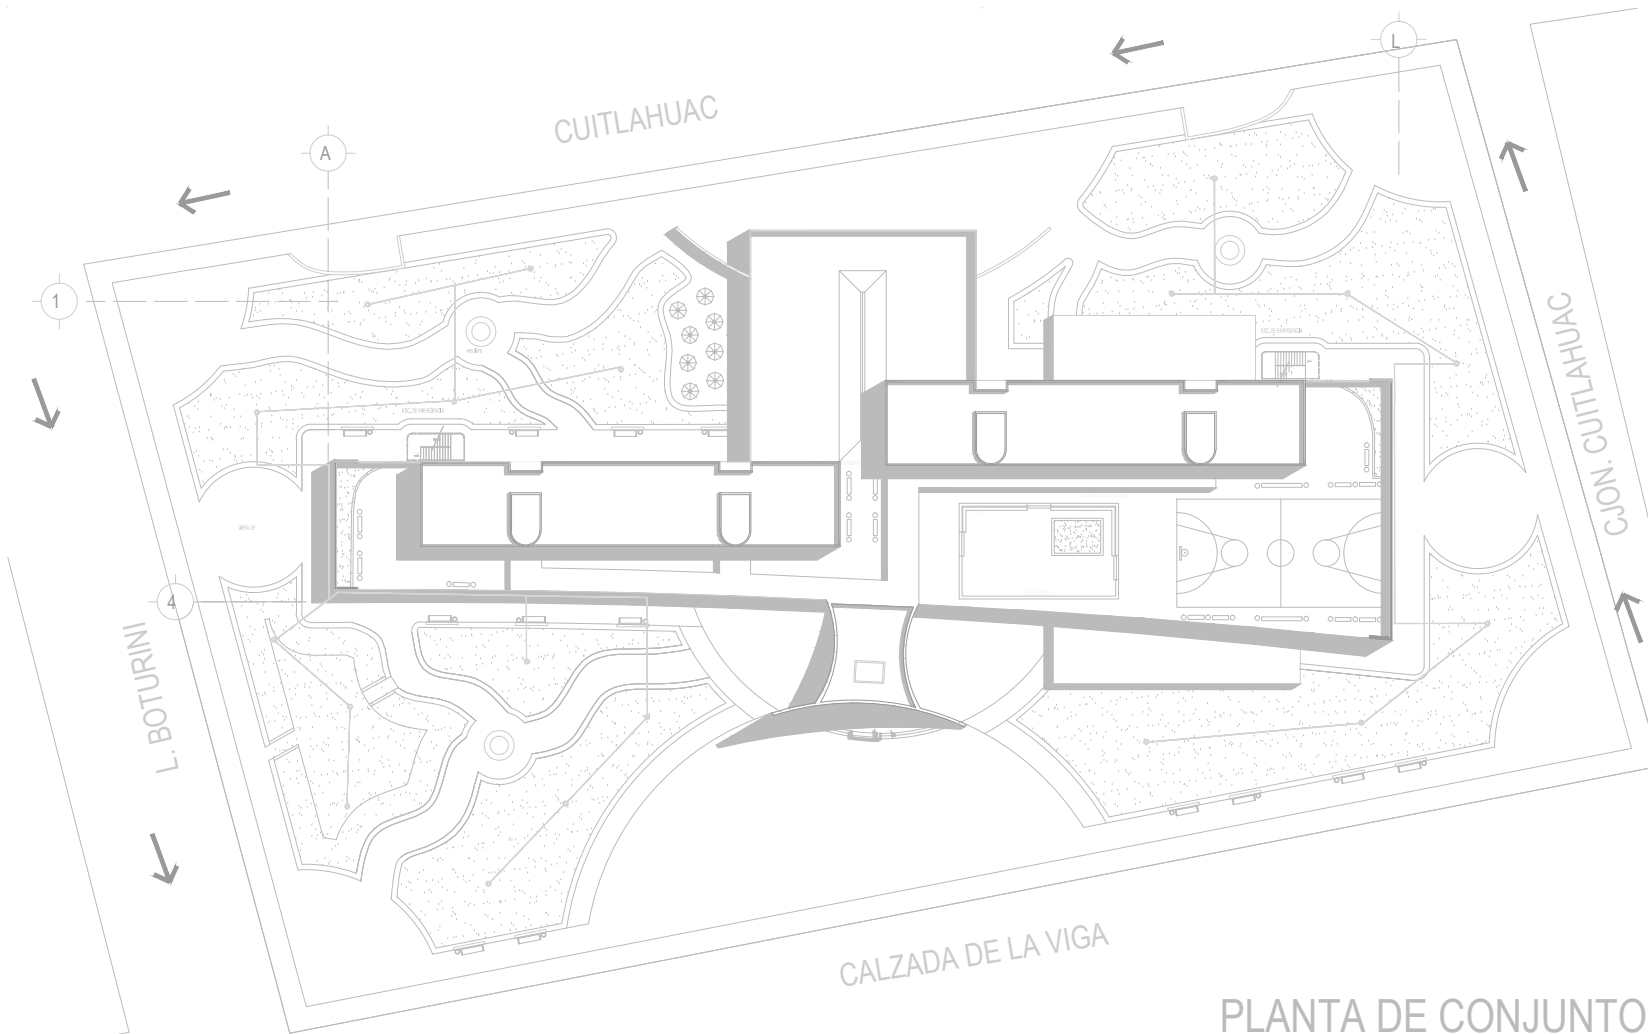 L
CUITLAHUAC
A
1
CJON. CUITLAHUAC
4
L. BOTURINI
CALZADA DE LA VIGA
PLANTA DE CONJUNTO